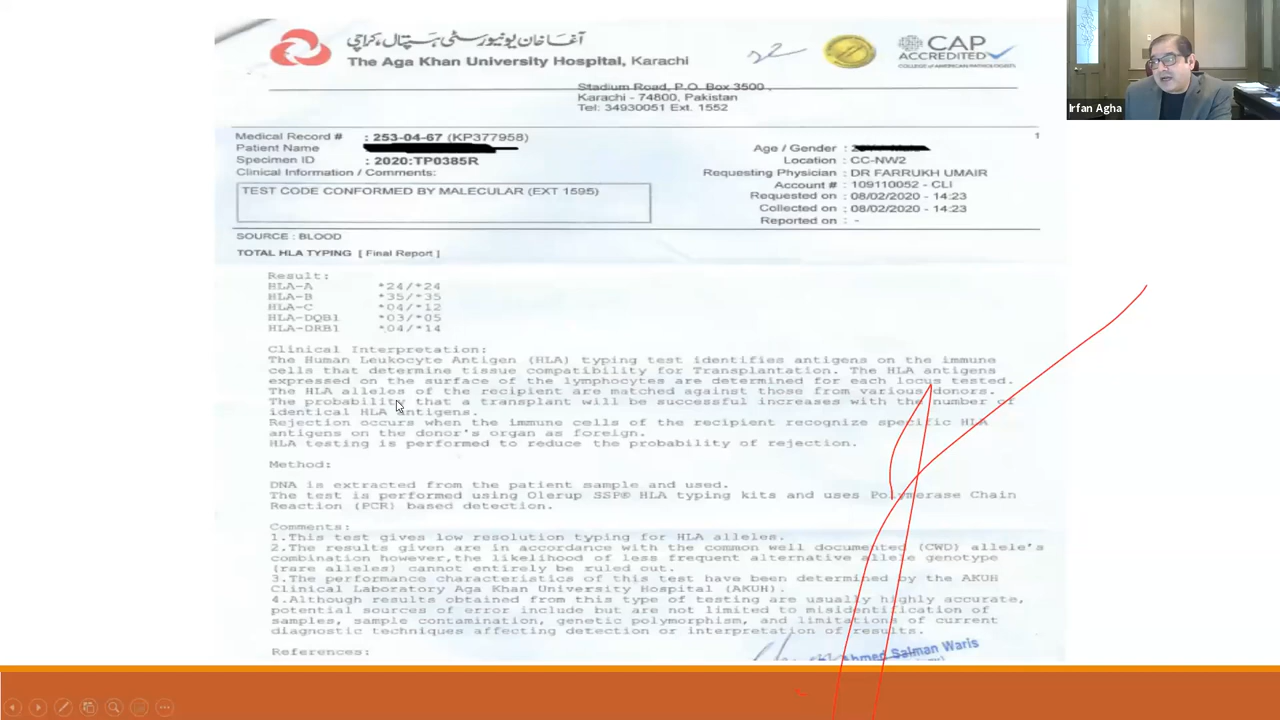 آغا خان یونیورسٹی ہسپتال، کراچی
The Aga Khan University Hospital, Karachi
CAP
ACCREDITED
COLLEGE of AMERICAN PATHOLOGISTS
Irfan Agha
Stadium Road, P.O. Box 3500 ,
Karachi - 74800, Pakistan
Tel: 34930051 Ext. 1552
1
Medical Record # : 253-04-67 (KP377958)
Patient Name :
Specimen ID : 2020:TP0385R
Clinical Information / Comments:
TEST CODE CONFORMED BY MALECULAR (EXT 1595)
Age / Gender :
Location : CC-NW2
Requesting Physician : DR FARRUKH UMAIR
Account # : 109110052 - CLI
Requested on : 08/02/2020 - 14:23
Collected on : 08/02/2020 - 14:23
Reported on : -
SOURCE : BLOOD
TOTAL HLA TYPING [ Final Report ]
Result:
HLA-A *24/*24
HLA-B *35/*35
HLA-C *04/*12
HLA-DQB1 *03/*05
HLA-DRB1 *04/*14
Clinical Interpretation:
The Human Leukocyte Antigen (HLA) typing test identifies antigens on the immune
cells that determine tissue compatibility for Transplantation. The HLA antigens
expressed on the surface of the lymphocytes are determined for each locus tested.
The HLA alleles of the recipient are matched against those from various donors.
The probability that a transplant will be successful increases with the number of
identical HLA antigens.
Rejection occurs when the immune cells of the recipient recognize specific HLA
antigens on the donor's organ as foreign.
HLA testing is performed to reduce the probability of rejection.
Method:
DNA is extracted from the patient sample and used.
The test is performed using Olerup SSP® HLA typing kits and uses Polymerase Chain
Reaction (PCR) based detection.
Comments:
1.This test gives low resolution typing for HLA alleles.
2.The results given are in accordance with the common well documented (CWD) allele's
combination however,the likelihood of less frequent alternative allele genotype
(rare alleles) cannot entirely be ruled out.
3.The performance characteristics of this test have been determined by the AKUH
Clinical Laboratory Aga Khan University Hospital (AKUH).
4.Although results obtained from this type of testing are usually highly accurate,
potential sources of error include but are not limited to misidentification of
samples, sample contamination, genetic polymorphism, and limitations of current
diagnostic techniques affecting detection or interpretation of results.
References:
Ahmed Salman Waris